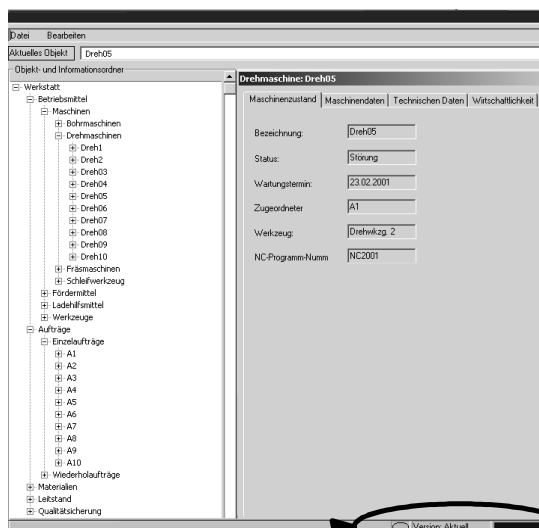 Datei Bearbeiten
Aktuelles Objekt Dreh05
Objekt- und Informationsordner
Werkstatt
Betriebsmittel
Maschinen
Bohrmaschinen
Drehmaschinen
Dreh1
Dreh2
Dreh03
Dreh04
Dreh05
Dreh06
Dreh07
Dreh08
Dreh09
Dreh10
Fräsmaschinen
Schleifwerkzeug
Fördermittel
Ladehilfsmittel
Werkzeuge
Aufträge
Einzelaufträge
A1
A2
A3
A4
A5
A6
A7
A8
A9
A10
Wiederholaufträge
Materialien
Leitstand
Qualitätsicherung
Drehmaschine: Dreh05
Maschinenzustand Maschinendaten Technischen Daten Wirtschaftlichkeit
Bezeichnung: Dreh05
Status: Störung
Wartungstermin: 23.02.2001
Zugeordneter A1
Werkzeug: Drehwkzg. 2
NC-Programm-Numm NC2001
Version: Aktuell